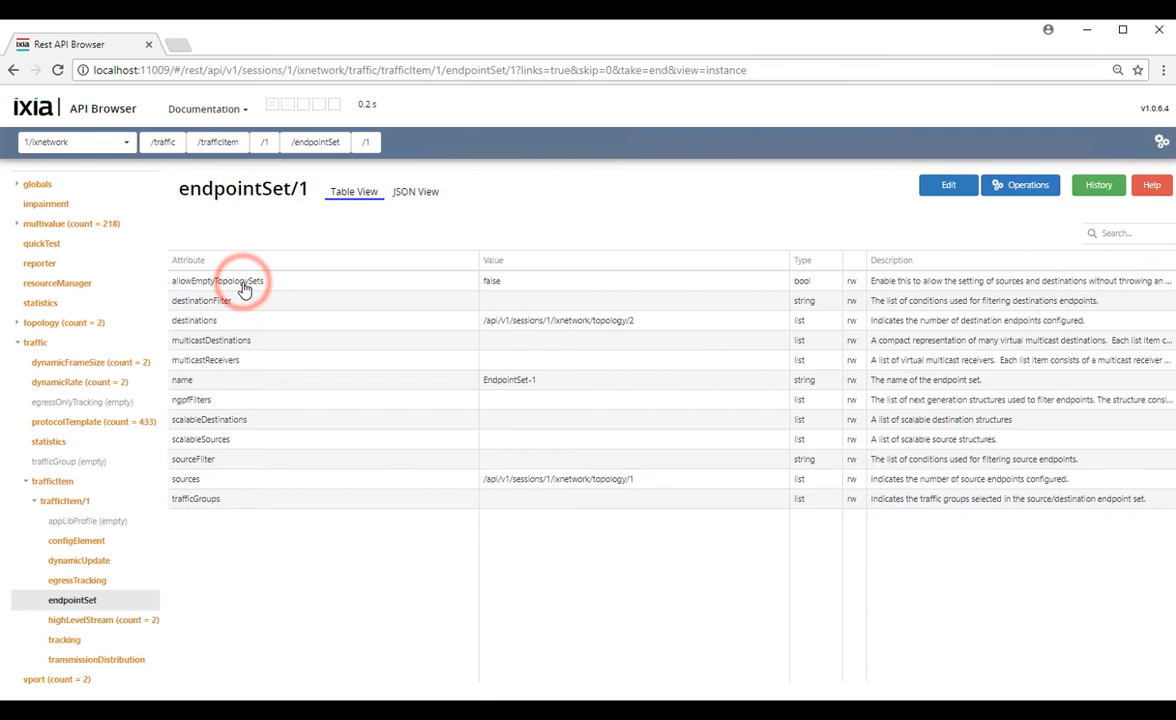 ixia Rest API Browser
localhost:11009/#/rest/api/v1/sessions/1/ixnetwork/traffic/trafficItem/1/endpointSet/1?links=true&skip=0&take=end&view=instance
ixia API Browser Documentation 0.2 s v1.0.6.4
1/ixnetwork /traffic /trafficItem /1 /endpointSet /1
endpointSet/1 Table View JSON View Edit Operations History Help
Search...
globals
impairment
multivalue (count = 218)
quickTest
reporter
resourceManager
statistics
topology (count = 2)
traffic
dynamicFrameSize (count = 2)
dynamicRate (count = 2)
egressOnlyTracking (empty)
protocolTemplate (count = 433)
statistics
trafficGroup (empty)
trafficItem
trafficItem/1
appLibProfile (empty)
configElement
dynamicUpdate
egressTracking
endpointSet
highLevelStream (count = 2)
tracking
transmissionDistribution
vport (count = 2)
Attribute Value Type Description
allowEmptyTopologySets false bool rw Enable this to allow the setting of sources and destinations without throwing an ...
destinationFilter string rw The list of conditions used for filtering destinations endpoints.
destinations /api/v1/sessions/1/ixnetwork/topology/2 list rw Indicates the number of destination endpoints configured.
multicastDestinations list rw A compact representation of many virtual multicast destinations. Each list item c...
multicastReceivers list rw A list of virtual multicast receivers. Each list item consists of a multicast receiver ...
name EndpointSet-1 string rw The name of the endpoint set.
ngpfFilters list rw The list of next generation structures used to filter endpoints. The structure consi...
scalableDestinations list rw A list of scalable destination structures
scalableSources list rw A list of scalable source structures.
sourceFilter string rw The list of conditions used for filtering source endpoints.
sources /api/v1/sessions/1/ixnetwork/topology/1 list rw Indicates the number of source endpoints configured.
trafficGroups list rw Indicates the traffic groups selected in the source/destination endpoint set.